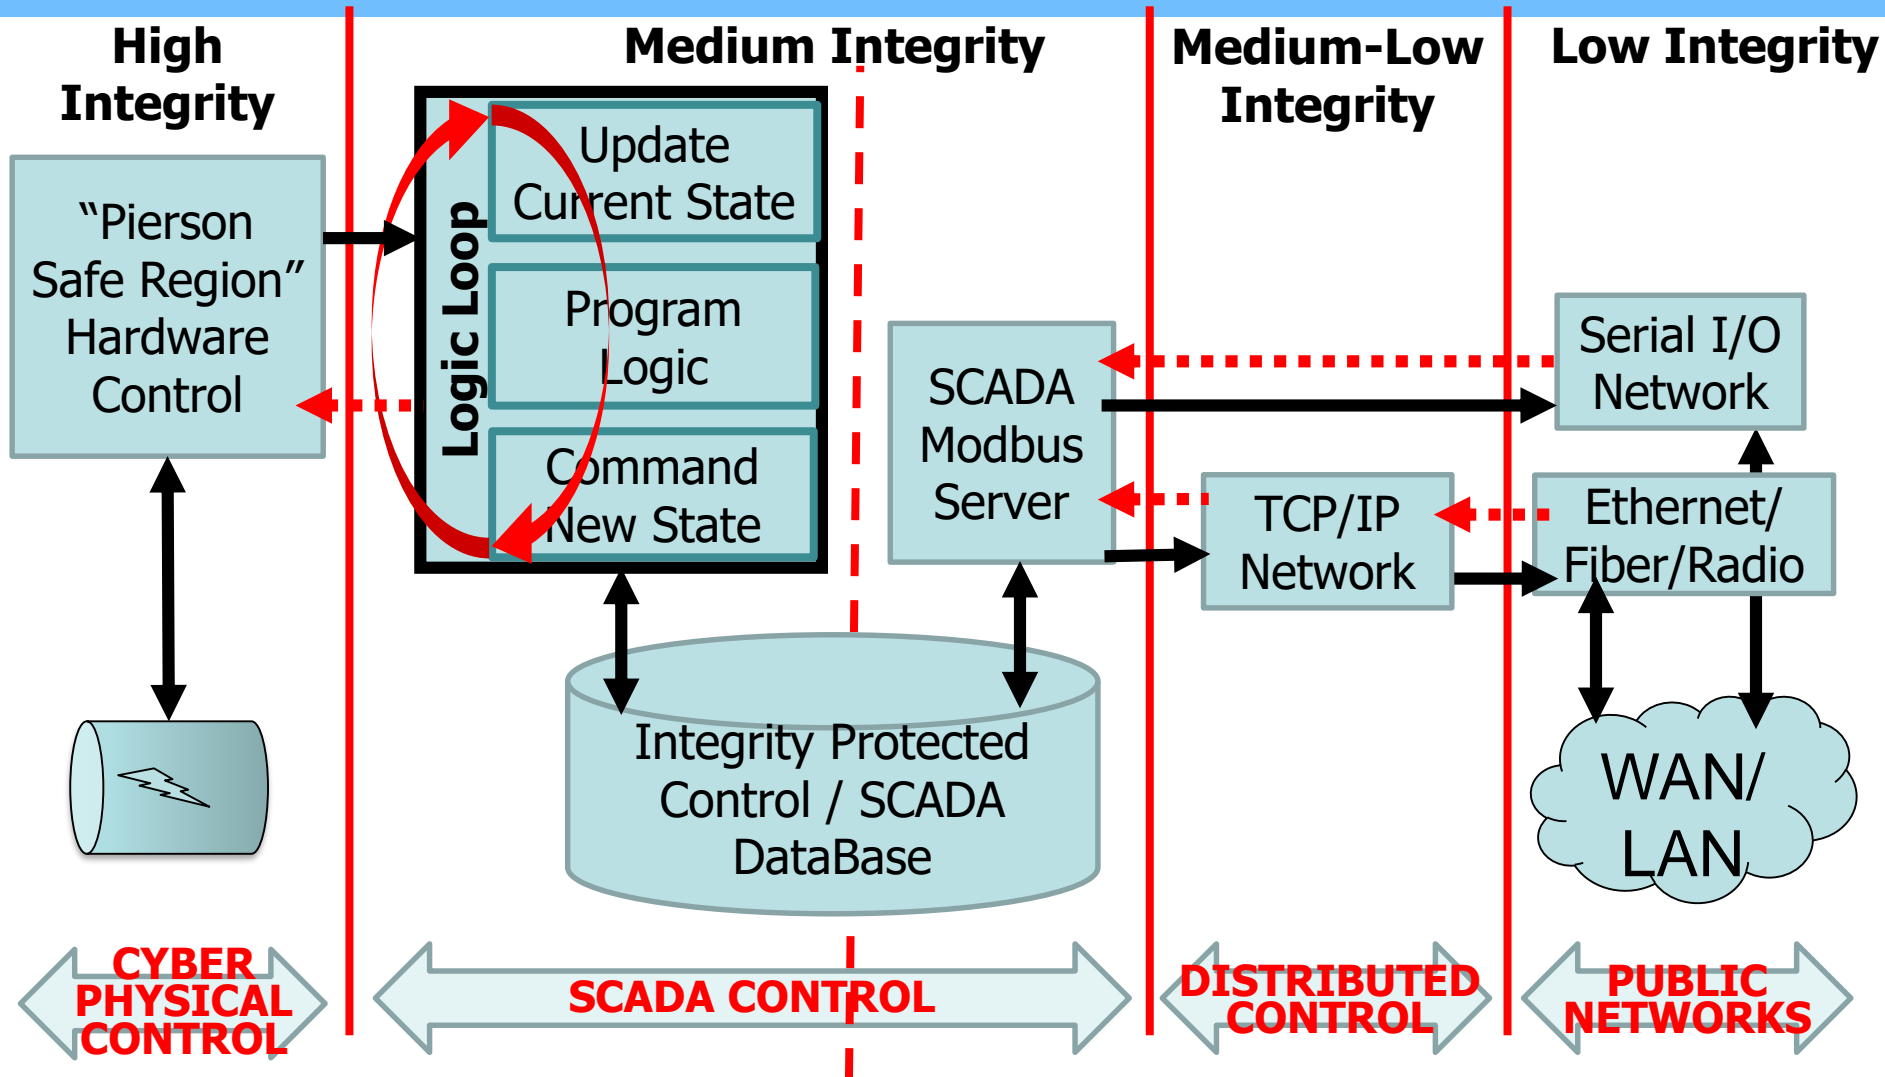 High
Integrity
Medium Integrity
Medium-Low
Integrity
Low Integrity
“Pierson
Safe Region”
Hardware
Control
Logic Loop
Update
Current State
Program
Logic
Command
New State
SCADA
Modbus
Server
TCP/IP
Network
Serial I/O
Network
Ethernet/
Fiber/Radio
Integrity Protected
Control / SCADA
DataBase
WAN/
LAN
CYBER
PHYSICAL
CONTROL
SCADA CONTROL
DISTRIBUTED
CONTROL
PUBLIC
NETWORKS